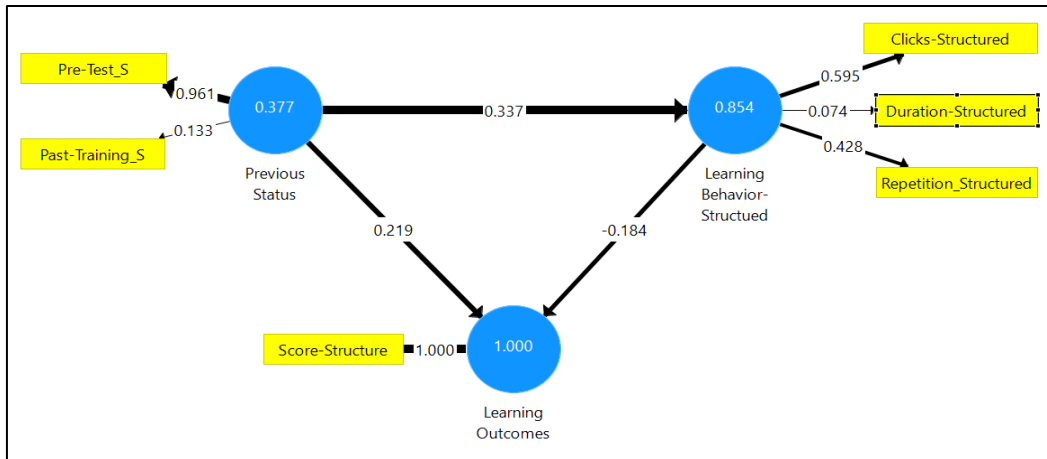 Pre-Test_S
0.961
0.133
Past-Training_S
0.377
Previous
Status
0.337
0.854
Learning
Behavior-
Structued
Clicks-Structured
0.595
0.074
Duration-Structured
0.428
Repetition_Structured
0.219
-0.184
Score-Structure
1.000
1.000
Learning
Outcomes